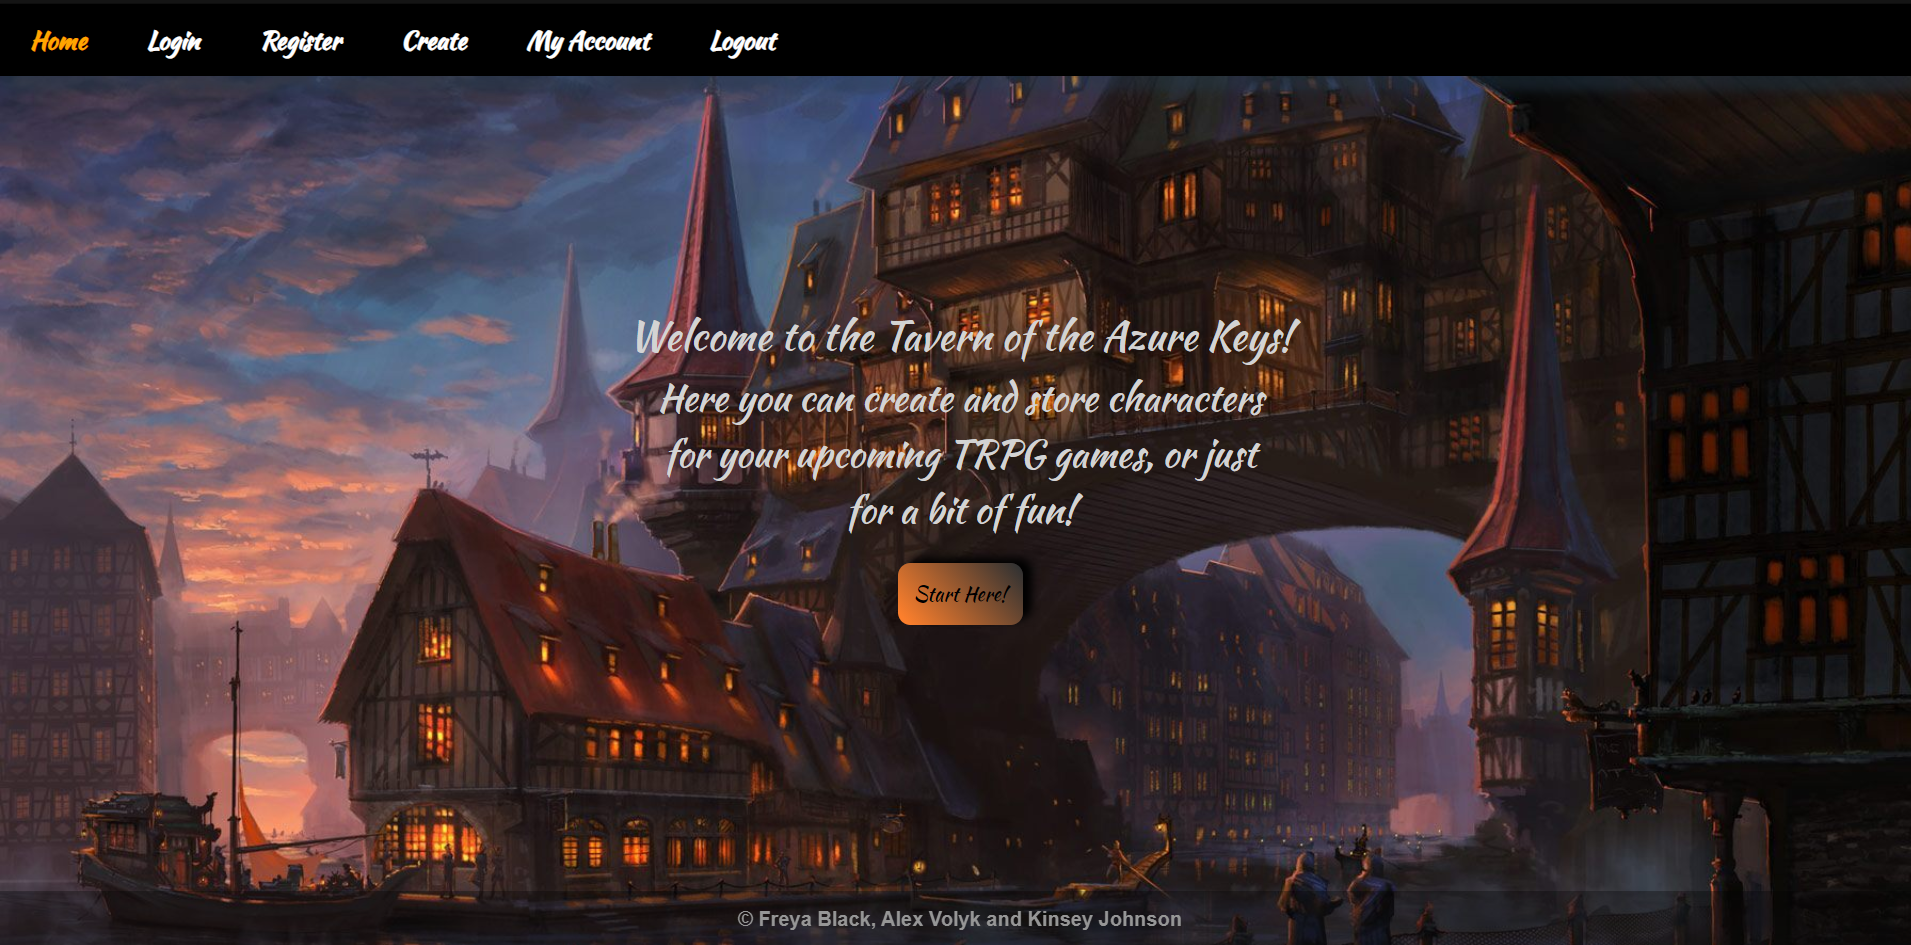 Home Login Register Create My Account Logout
Welcome to the Tavern of the Azure Keys!
Here you can create and store characters
for your upcoming TRPG games, or just
for a bit of fun!
Start Here!
© Freya Black, Alex Volyk and Kinsey Johnson